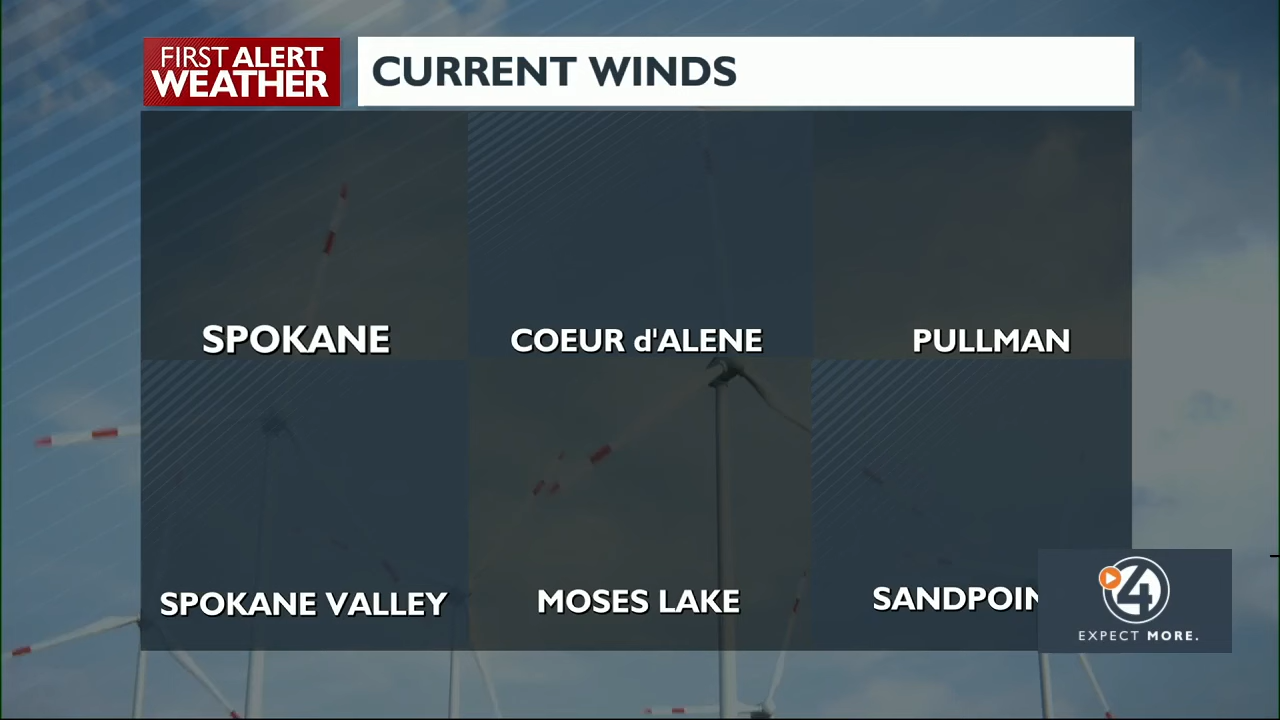 FIRST ALERT
WEATHER
CURRENT WINDS
SPOKANE
COEUR d'ALENE
PULLMAN
SPOKANE VALLEY
MOSES LAKE
SANDPOIN
4
EXPECT MORE.